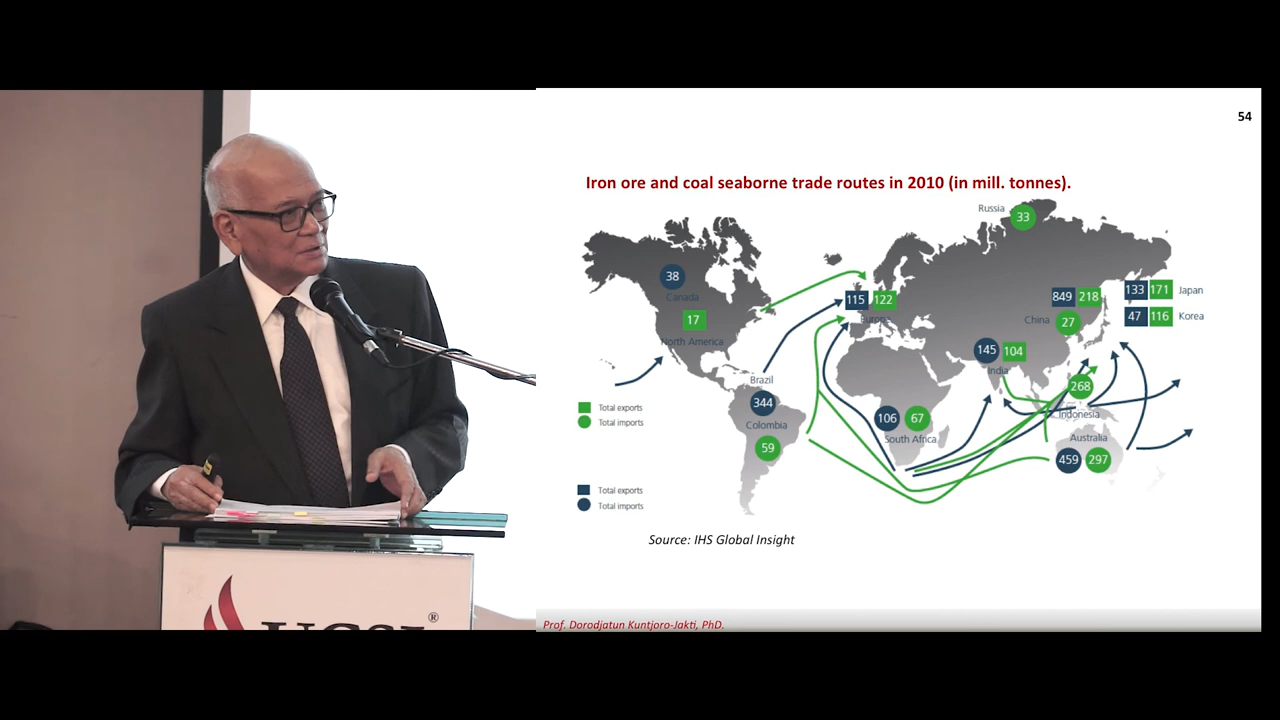 54
Iron ore and coal seaborne trade routes in 2010 (in mill. tonnes).
Russia
33
38
Canada
17
North America
115 122
Europe
849 218
China 27
133 171 Japan
47 116 Korea
145 104
India
Brazil
344
Colombia
59
106 67
South Africa
268
Indonesia
Australia
459 297
Total exports
Total imports
Total exports
Total imports
Source: IHS Global Insight
Prof. Dorodjatun Kuntjoro-Jakti, PhD.
UCSI ®